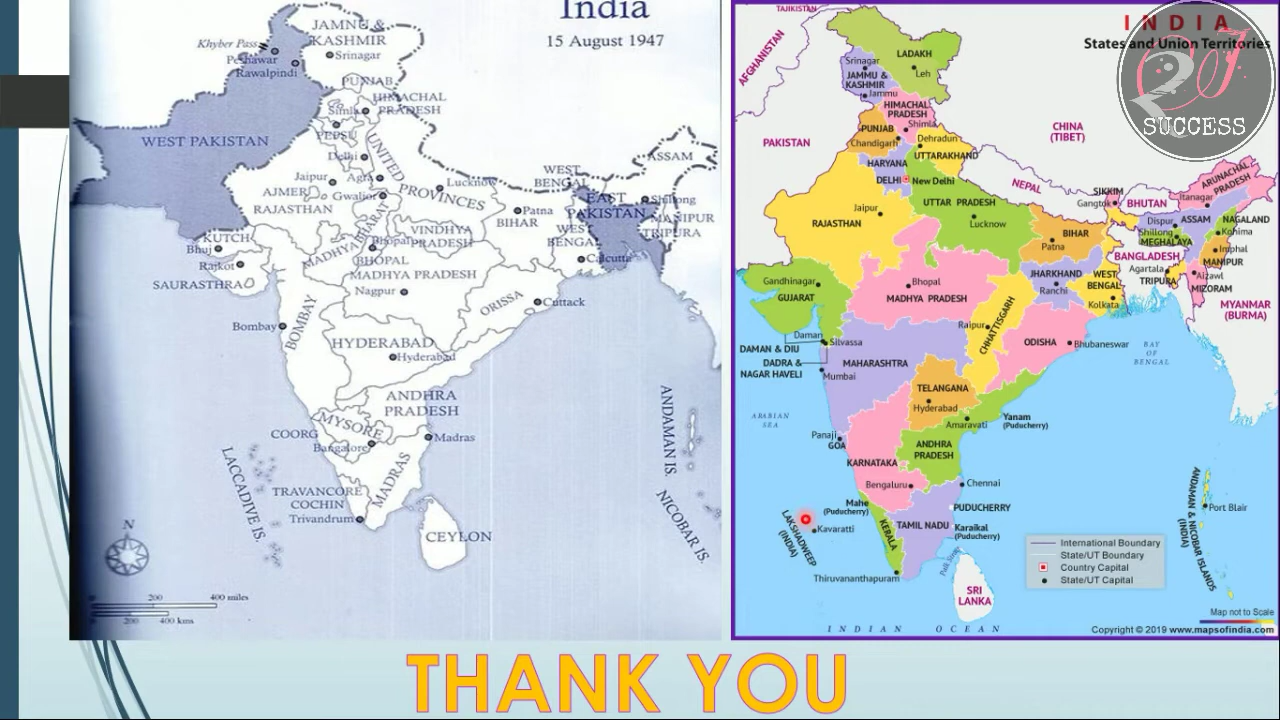 India
15 August 1947
JAMNU &
KASHMIR
Khyber Pass
Peshawar
Srinagar
Rawalpindi
PUNJAB
HIMACHAL
PRADESH
Simla
WEST PAKISTAN
PEPSU
Delhi
UNITED PROVINCES
ASSAM
Jaipur
Agra
Lucknow
WEST
BENGAL
AJMER
Gwalior
EAST
PAKISTAN
Shillong
RAJASTHAN
Patna
BIHAR
MANIPUR
TRIPURA
KUTCH
MADHYA BHARAT
VINDHYA
PRADESH
WEST
BENGAL
Bhuj
Bhopal
BHOPAL
Calcutta
Rajkot
MADHYA PRADESH
SAURASTHRA
Nagpur
ORISSA
Cuttack
BOMBAY
Bombay
HYDERABAD
Hyderabad
ANDHRA
PRADESH
MYSORE
COORG
Madras
Bangalore
MADRAS
ANDAMAN IS.
LACCADIVE IS.
TRAVANCORE
COCHIN
Trivandrum
NICOBAR IS.
CEYLON
N
200 400 miles
200 400 kms
INDIA
States and Union Territories
2J
SUCCESS
TAJIKISTAN
AFGHANISTAN
LADAKH
Leh
Srinagar
JAMMU &
KASHMIR
Jammu
HIMACHAL
PRADESH
Shimla
PUNJAB
Chandigarh
Dehradun
UTTARAKHAND
CHINA
(TIBET)
PAKISTAN
HARYANA
DELHI
New Delhi
NEPAL
ARUNACHAL
PRADESH
SIKKIM
Gangtok
BHUTAN
Itanagar
UTTAR PRADESH
Jaipur
RAJASTHAN
Lucknow
Dispur
ASSAM
NAGALAND
BIHAR
Shillong
Kohima
Patna
MEGHALAYA
Imphal
BANGLADESH
MANIPUR
Gandhinagar
Bhopal
JHARKHAND
WEST
BENGAL
Agartala
Aizawl
Ranchi
TRIPURA
MIZORAM
GUJARAT
MADHYA PRADESH
Kolkata
MYANMAR
(BURMA)
CHHATTISGARH
Raipur
Daman
Silvassa
ODISHA
Bhubaneswar
DAMAN & DIU
DADRA &
NAGAR HAVELI
MAHARASHTRA
BAY
OF
BENGAL
Mumbai
TELANGANA
Hyderabad
ARABIAN
SEA
Yanam
(Puducherry)
Amaravati
Panaji
GOA
ANDHRA
PRADESH
KARNATAKA
Bengaluru
Chennai
Mahe
(Puducherry)
PUDUCHERRY
LAKSHADWEEP
(INDIA)
Kavaratti
KERALA
TAMIL NADU
Karaikal
(Puducherry)
ANDAMAN & NICOBAR ISLANDS
(INDIA)
Port Blair
Thiruvananthapuram
Palk Strait
SRI
LANKA
International Boundary
State/UT Boundary
Country Capital
State/UT Capital
Map not to Scale
INDIAN OCEAN
Copyright © 2019 www.mapsofindia.com
THANK YOU